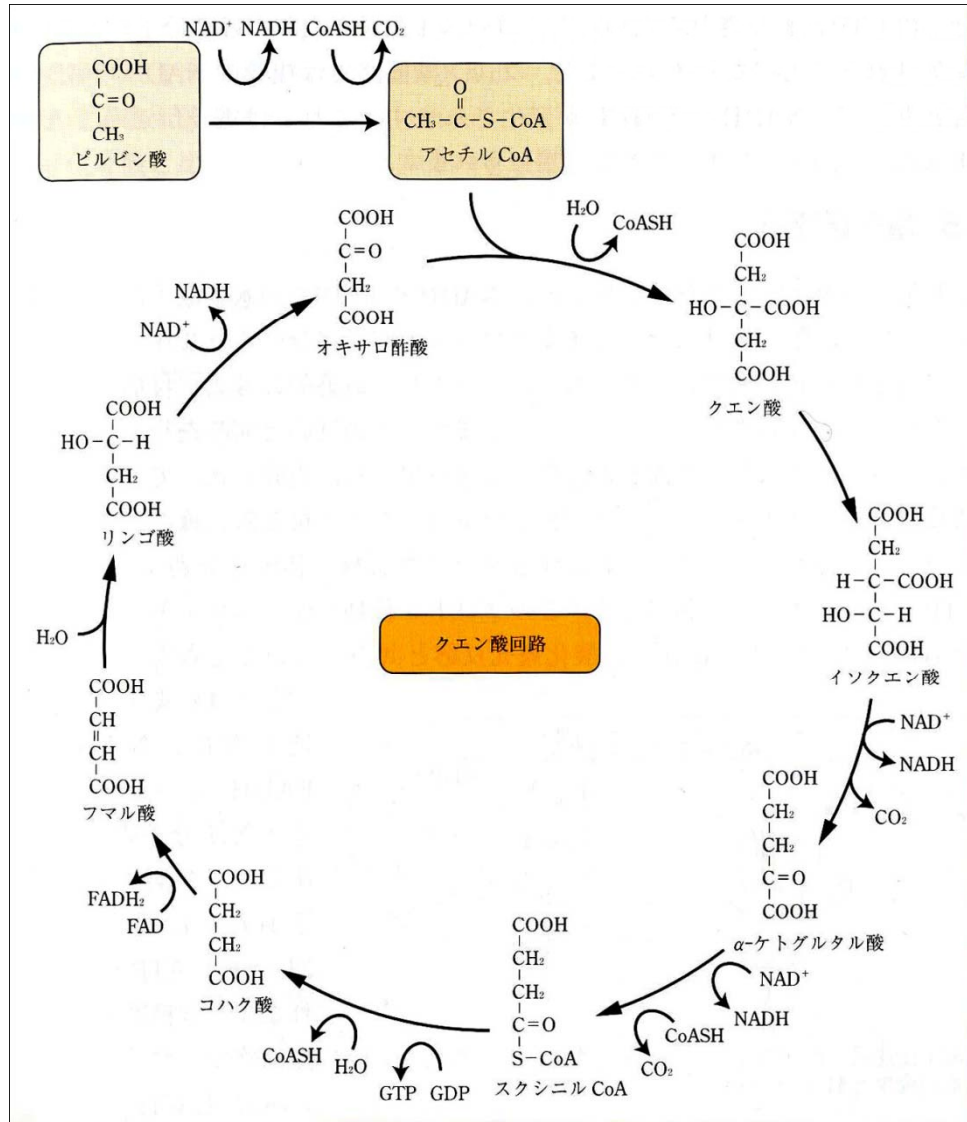 NAD⁺ NADH CoASH CO₂
COOH
C=O
CH₃
ピルビン酸
O
CH₃-C-S-CoA
アセチルCoA
H₂O
CoASH
COOH
C=O
CH₂
COOH
オキサロ酢酸
COOH
CH₂
HO-C-COOH
CH₂
COOH
クエン酸
NADH
NAD⁺
COOH
HO-C-H
CH₂
COOH
リンゴ酸
COOH
CH₂
H-C-COOH
HO-C-H
COOH
イソクエン酸
クエン酸回路
H₂O
COOH
CH
CH
COOH
フマル酸
NAD⁺
NADH
CO₂
COOH
CH₂
CH₂
C=O
COOH
α-ケトグルタル酸
FADH₂
FAD
COOH
CH₂
CH₂
COOH
コハク酸
COOH
CH₂
CH₂
C=O
S-CoA
スクシニルCoA
NAD⁺
NADH
CoASH
CO₂
CoASH
H₂O
GTP GDP